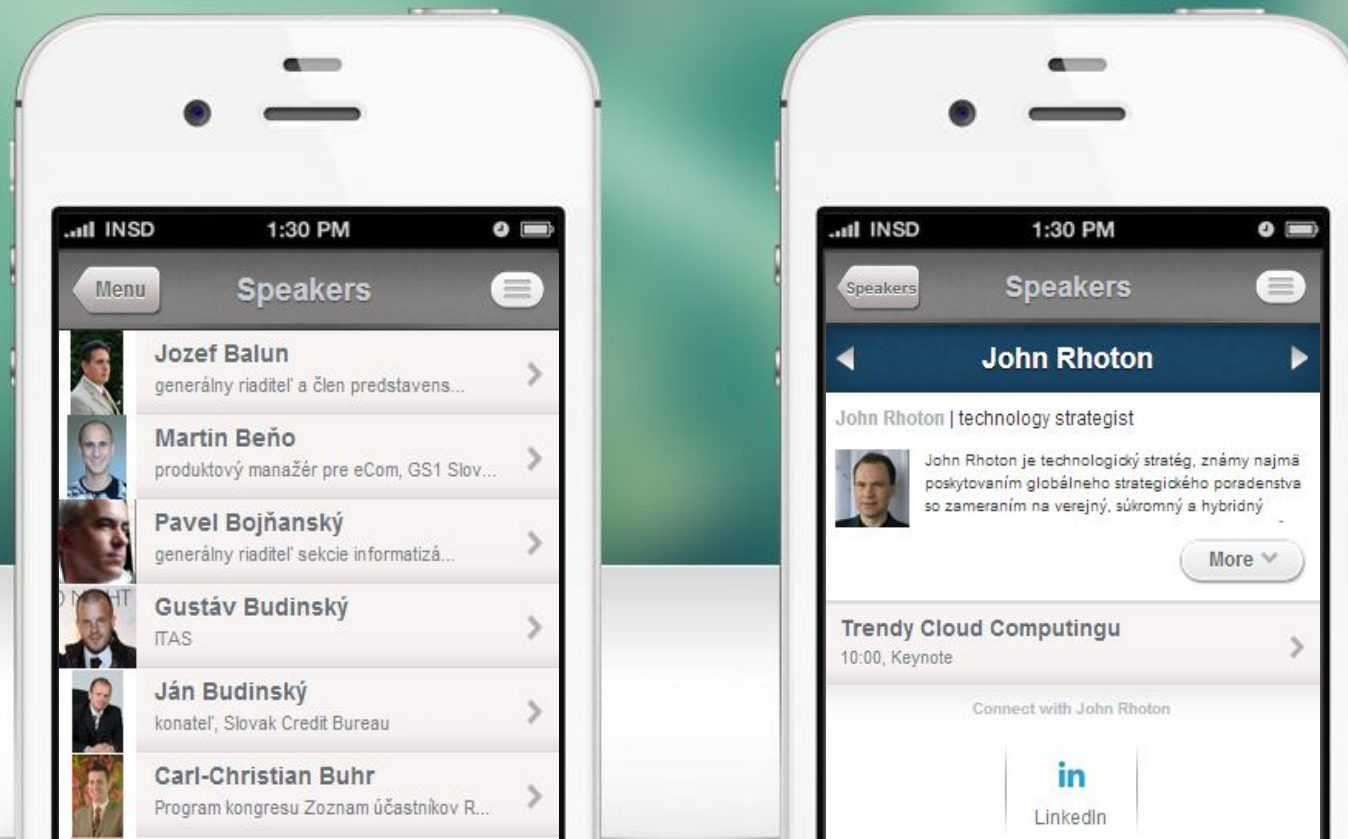 INSD 1:30 PM
Menu Speakers
Jozef Balun
generálny riaditeľ a člen predstavens...
Martin Beňo
produktový manažér pre eCom, GS1 Slov...
Pavel Bojňanský
generálny riaditeľ sekcie informatizá...
Gustáv Budinský
ITAS
Ján Budinský
konateľ, Slovak Credit Bureau
Carl-Christian Buhr
Program kongresu Zoznam účastníkov R...
INSD 1:30 PM
Speakers Speakers
John Rhoton
John Rhoton | technology strategist
John Rhoton je technologický stratég, známy najmä
poskytovaním globálneho strategického poradenstva
so zameraním na verejný, súkromný a hybridný
More
Trendy Cloud Computingu
10:00, Keynote
Connect with John Rhoton
in
LinkedIn